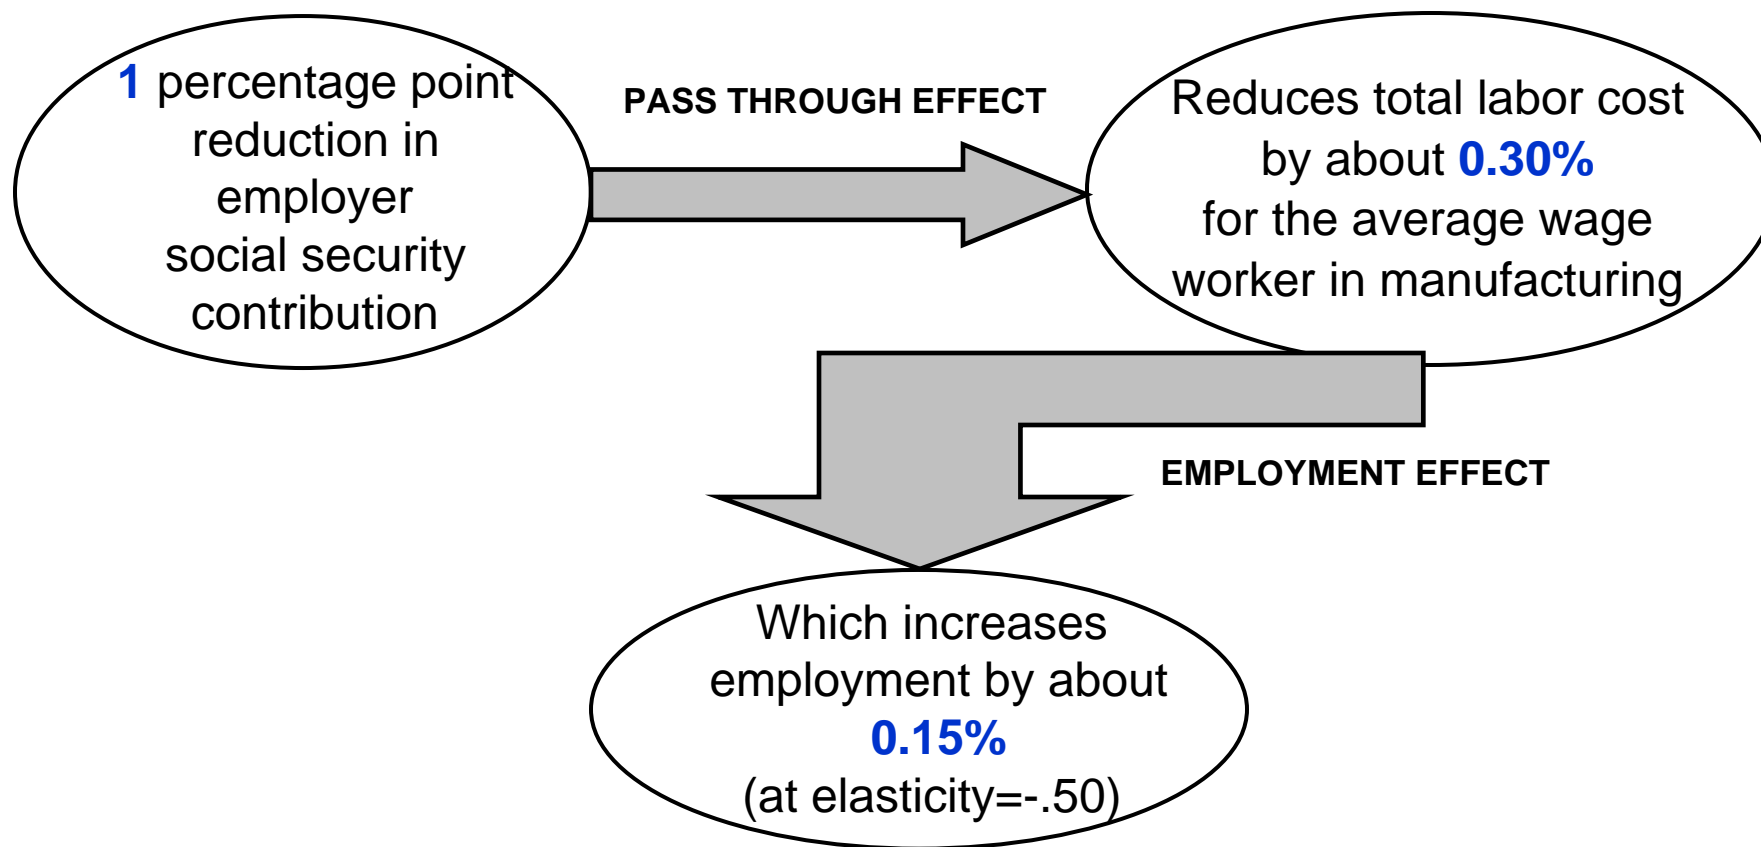 1 percentage point
reduction in
employer
social security
contribution
PASS THROUGH EFFECT
Reduces total labor cost
by about 0.30%
for the average wage
worker in manufacturing
EMPLOYMENT EFFECT
Which increases
employment by about
0.15%
(at elasticity=-.50)